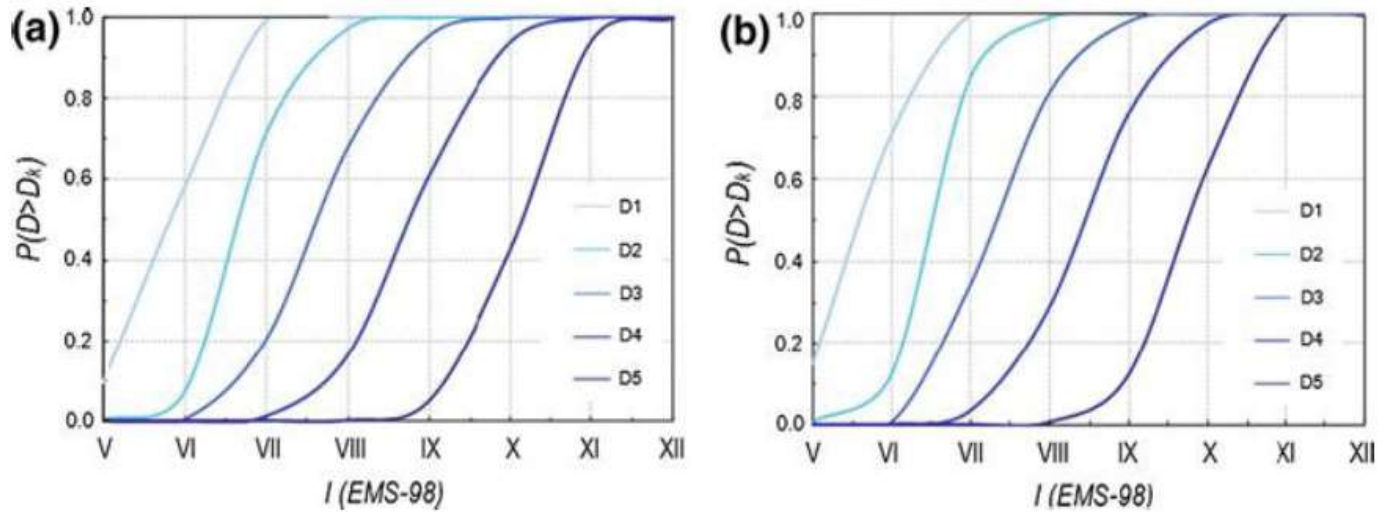 (a)
P(D>Dk)
1.0
0.8
0.6
0.4
0.2
0.0
D1
D2
D3
D4
D5
V VI VII VIII IX X XI XII
I (EMS-98)
(b)
P(D>Dk)
1.0
0.8
0.6
0.4
0.2
0.0
D1
D2
D3
D4
D5
V VI VII VIII IX X XI XII
I (EMS-98)